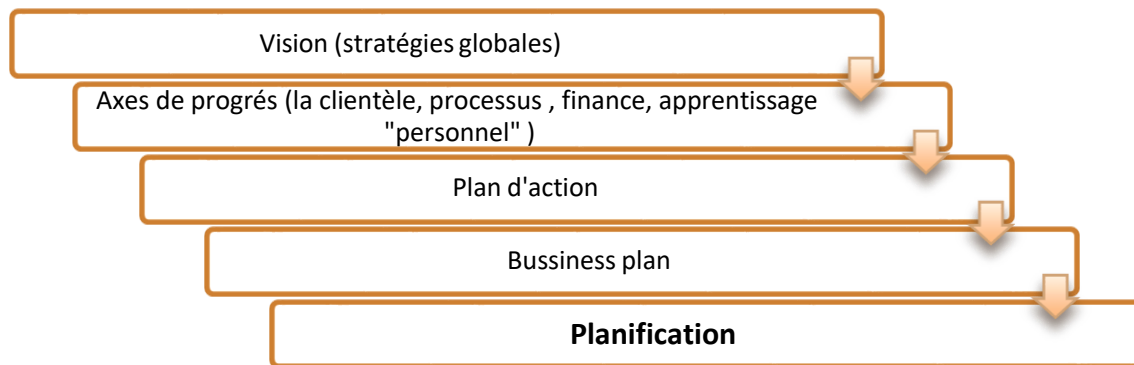 Vision (stratégies globales)
Axes de progrés (la clientèle, processus , finance, apprentissage
"personnel" )
Plan d'action
Bussiness plan
Planification